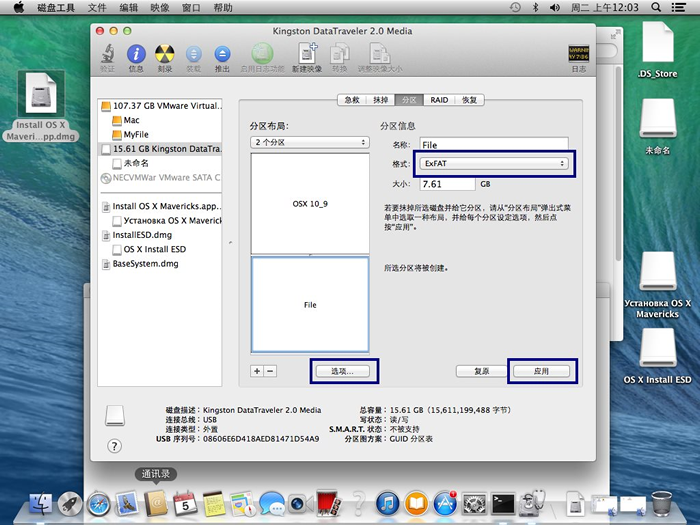 磁盘工具 文件 编辑 映像 窗口 帮助 周二 上午12:03
Kingston DataTraveler 2.0 Media
验证 信息 刻录 装载 推出 启用日志功能 新建映像 转换 调整映像大小 日志
WARNI
急救 抹掉 分区 RAID 恢复
107.37 GB VMware Virtual...
Mac
MyFile
15.61 GB Kingston DataTra...
未命名
NECVMWar VMware SATA C
Install OS X Mavericks.app...
Установка OS X Maverick
InstallESD.dmg
OS X Install ESD
BaseSystem.dmg
分区布局:
2 个分区
OSX 10_9
File
+ −
选项...
分区信息
名称: File
格式: ExFAT
大小: 7.61 GB
若要抹掉所选磁盘并给它分区，请从“分区布局”弹出式菜
单中选取一种布局，并给每个分区设定选项，然后点
按“应用”。
所选分区将被创建。
复原 应用
磁盘描述: Kingston DataTraveler 2.0 Media
连接总线: USB
连接类型: 外置
USB 序列号: 08606E6D418AED81471D54A9
总容量: 15.61 GB（15,611,199,488 字节）
写状态: 读/写
S.M.A.R.T. 状态: 不被支持
分区图方案: GUID 分区表
?
Install OS X
Maveri...pp.dmg
.DS_Store
未命名
Установка OS X
Mavericks
OS X Install ESD
通讯录
5